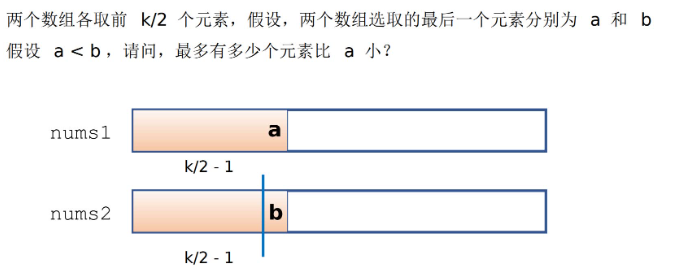 两个数组各取前 k/2 个元素，假设，两个数组选取的最后一个元素分别为 a 和 b
假设 a < b，请问，最多有多少个元素比 a 小？
nums1
a
k/2 - 1
nums2
b
k/2 - 1